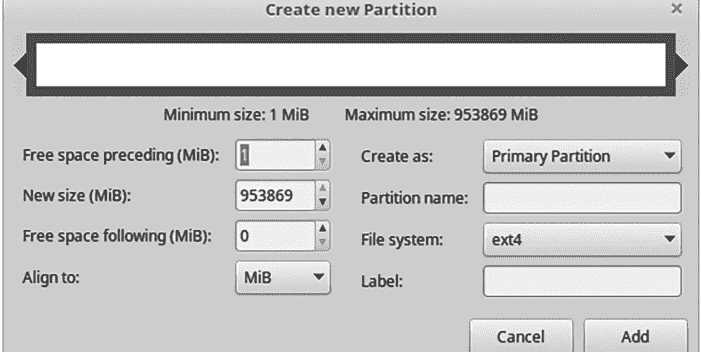 Create new Partition
Minimum size: 1 MiB Maximum size: 953869 MiB
Free space preceding (MiB): 1 Create as: Primary Partition
New size (MiB): 953869 Partition name:
Free space following (MiB): 0 File system: ext4
Align to: MiB Label:
Cancel Add